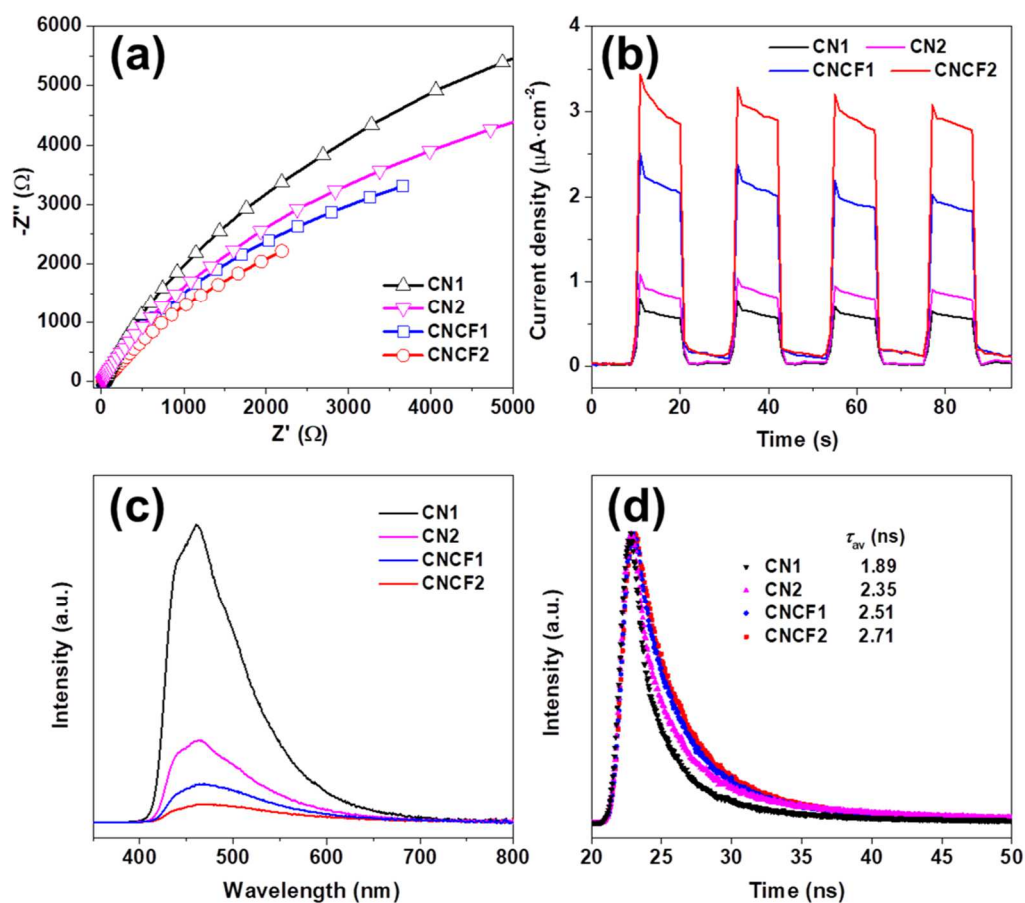 (a)
6000
5000
4000
3000
2000
1000
0
-Z'' (Ω)
CN1
CN2
CNCF1
CNCF2
0 1000 2000 3000 4000 5000
Z' (Ω)
(b)
4
3
2
1
0
Current density (μA·cm⁻²)
CN1 CN2
CNCF1 CNCF2
0 20 40 60 80
Time (s)
(c)
Intensity (a.u.)
CN1
CN2
CNCF1
CNCF2
400 500 600 700 800
Wavelength (nm)
(d)
Intensity (a.u.)
τav (ns)
CN1 1.89
CN2 2.35
CNCF1 2.51
CNCF2 2.71
20 25 30 35 40 45 50
Time (ns)